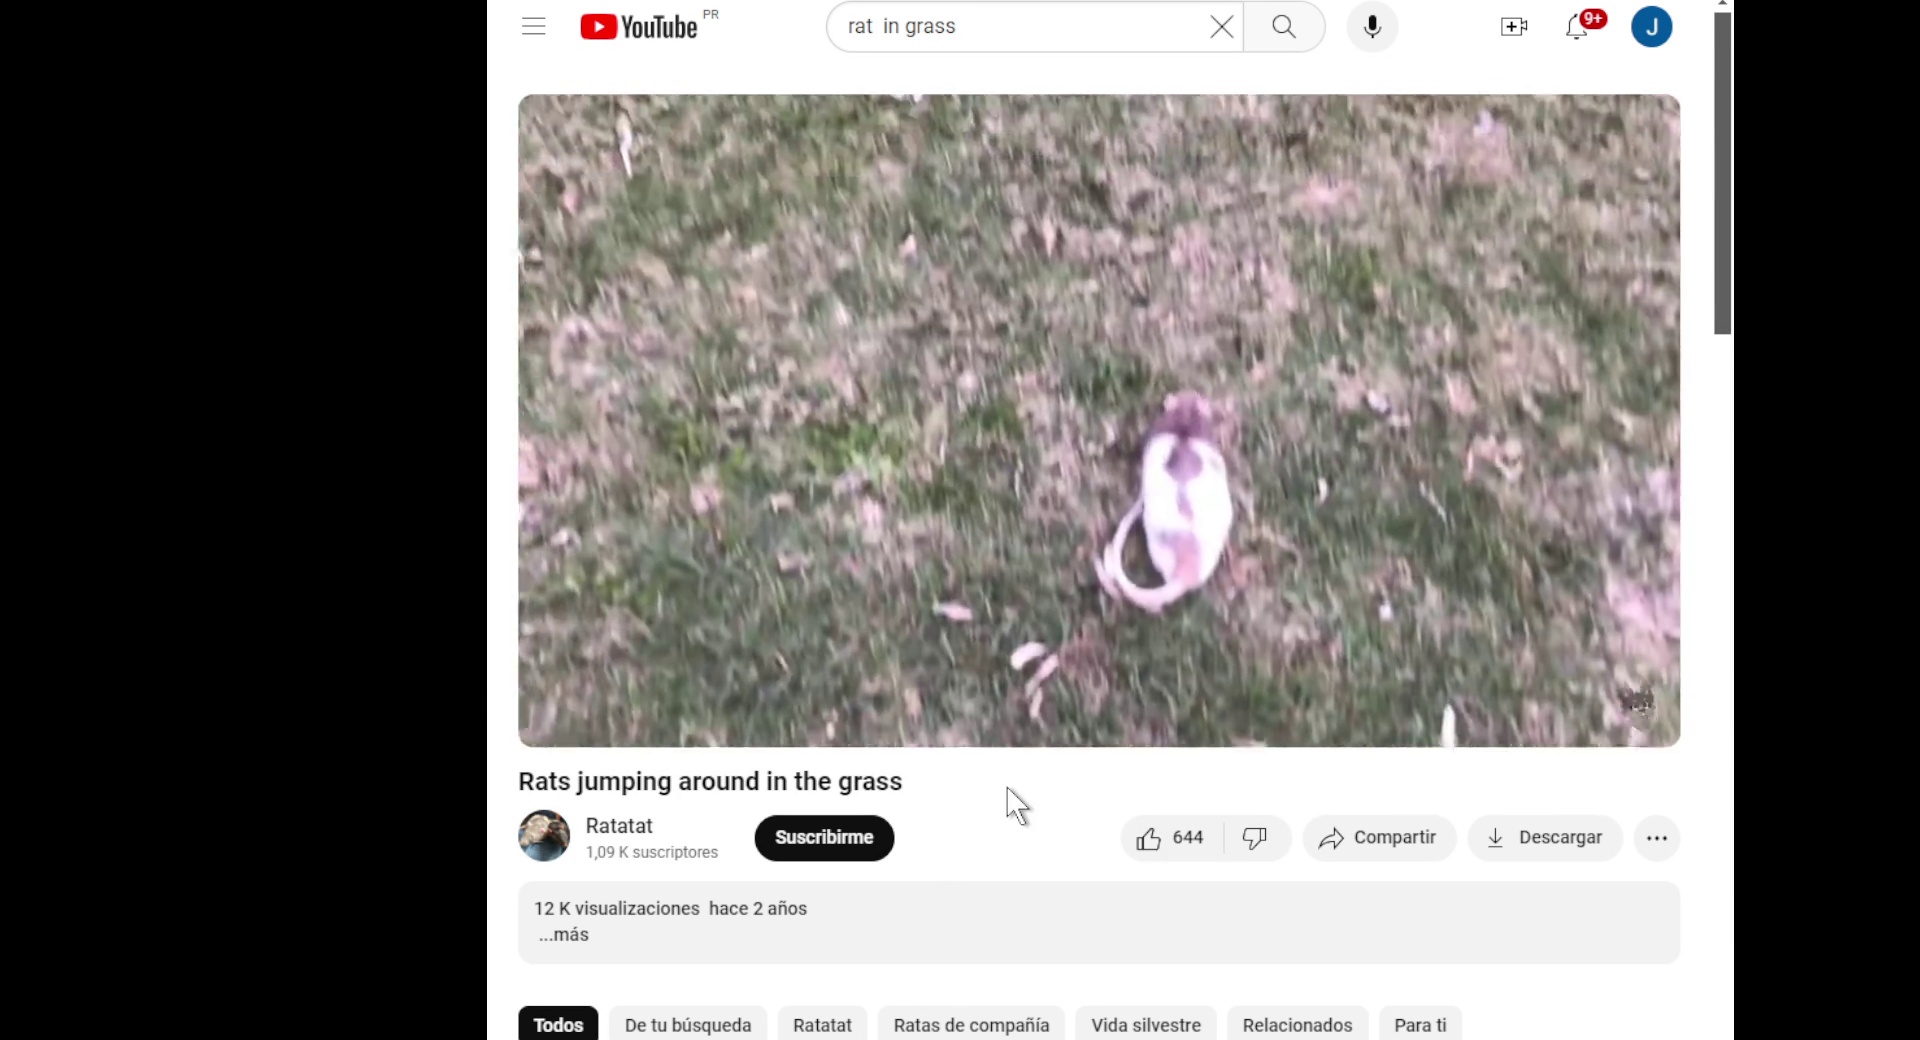 YouTube PR
rat in grass
9+
J
Rats jumping around in the grass
Ratatat
1,09 K suscriptores
Suscribirme
644
Compartir
Descargar
12 K visualizaciones hace 2 años
...más
Todos De tu búsqueda Ratatat Ratas de compañía Vida silvestre Relacionados Para ti